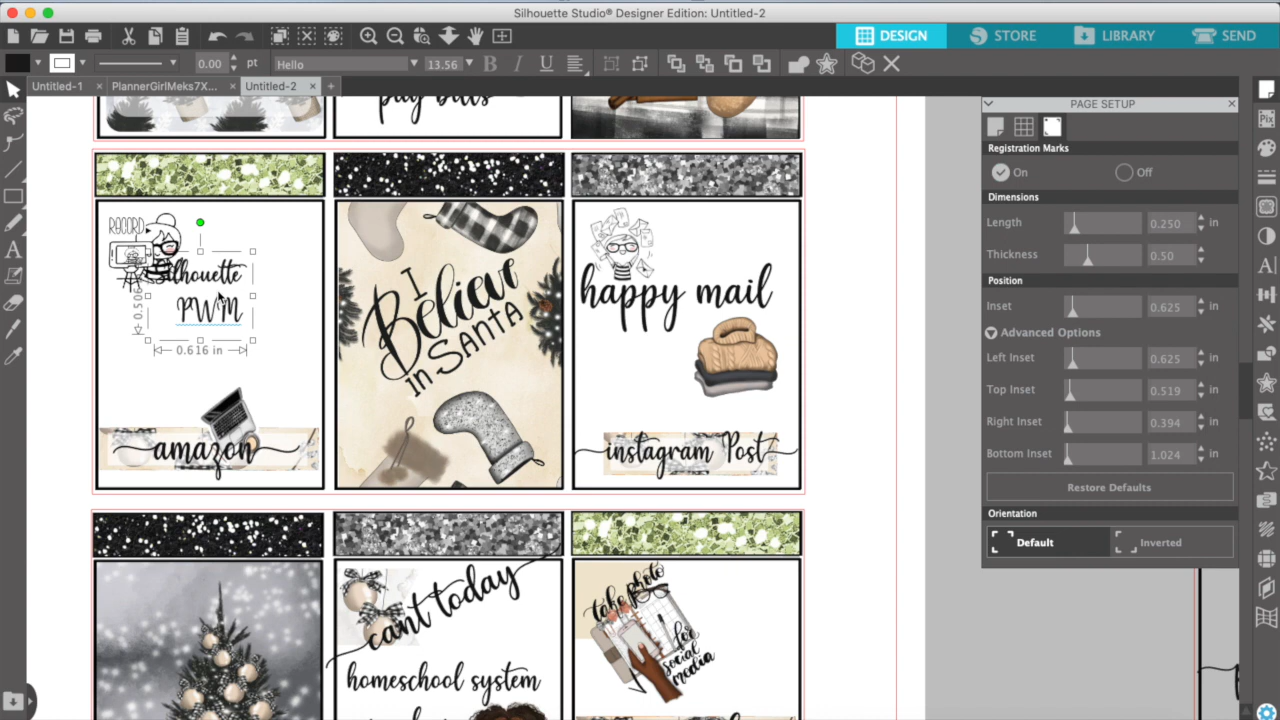 Silhouette Studio® Designer Edition: Untitled-2
DESIGN
STORE
LIBRARY
SEND
0.00 pt
Hello
13.56
B I U
Untitled-1
PlannerGirlMeks7X...
Untitled-2
PAGE SETUP
Registration Marks
On
Off
Dimensions
Length 0.250 in
Thickness 0.50
Position
Inset 0.625 in
Advanced Options
Left Inset 0.625 in
Top Inset 0.519 in
Right Inset 0.394 in
Bottom Inset 1.024 in
Restore Defaults
Orientation
Default
Inverted
pay bills
RECORD
Silhouette
PWM
0.616 in
amazon
I
Believe
in SANTA
happy mail
instagram Post
cant today
homeschool system
take photo
for
social
media